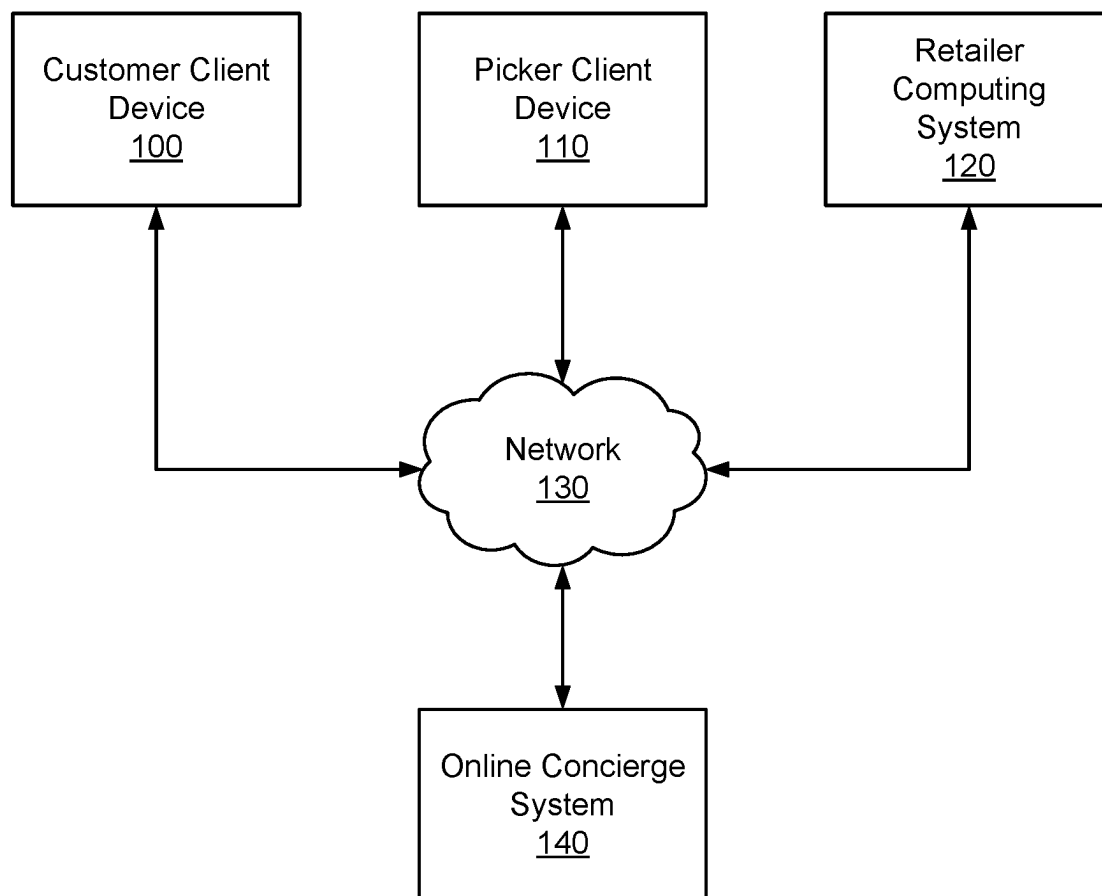 Customer Client
Device
100
Picker Client
Device
110
Retailer
Computing
System
120
Network
130
Online Concierge
System
140